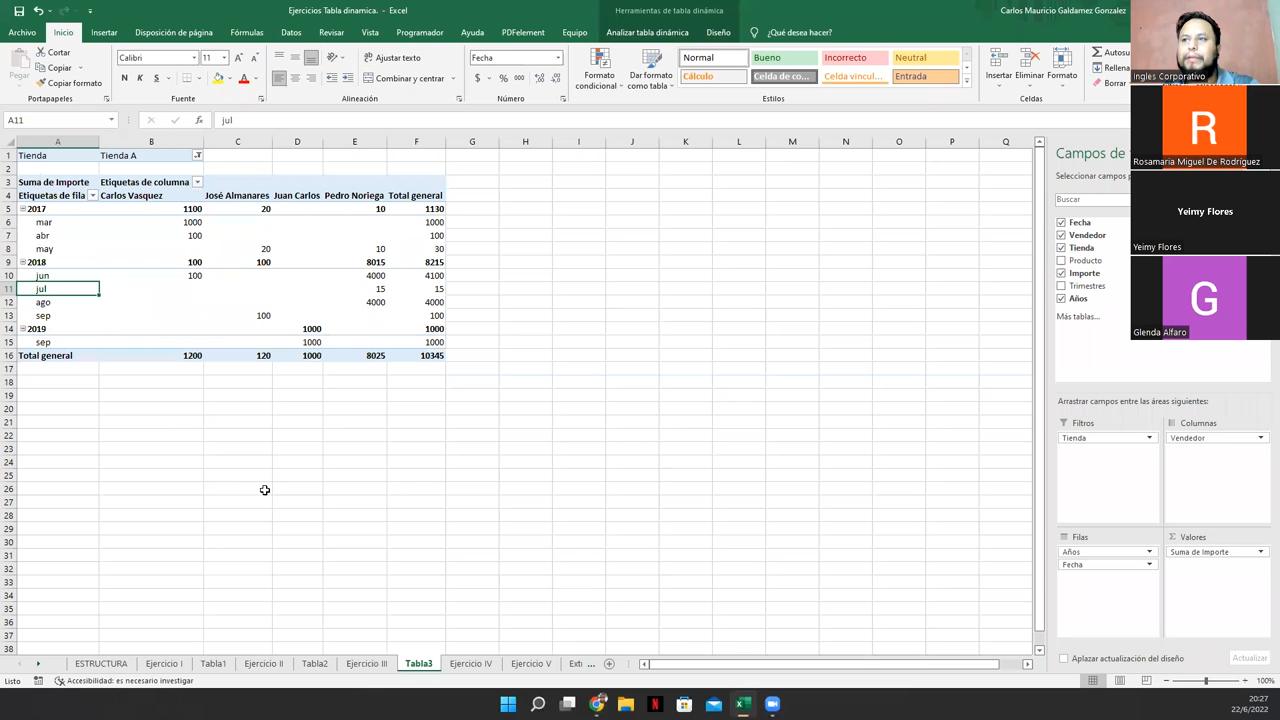 Ejercicios Tabla dinamica. - Excel
Herramientas de tabla dinámica
Carlos Mauricio Galdamez Gonzalez
Archivo Inicio Insertar Disposición de página Fórmulas Datos Revisar Vista Programador Ayuda PDFelement Equipo Analizar tabla dinámica Diseño ¿Qué desea hacer?
Pegar
Cortar
Copiar
Copiar formato
Portapapeles
Calibri 11
N K S
Fuente
Ajustar texto
Combinar y centrar
Alineación
Fecha
$ % 000
Número
Formato condicional
Dar formato como tabla
Normal Bueno Incorrecto Neutral
Cálculo Celda de co... Celda vincul... Entrada
Estilos
Insertar Eliminar Formato
Celdas
Autosu
Rellena
Borrar
A11 fx jul
A B C D E F G H I J K L M N O P Q
1 Tienda Tienda A
2
3 Suma de Importe Etiquetas de columna
4 Etiquetas de fila Carlos Vasquez José Almanares Juan Carlos Pedro Noriega Total general
5 2017 1100 20 10 1130
6 mar 1000 1000
7 abr 100 100
8 may 20 10 30
9 2018 100 100 8015 8215
10 jun 100 4000 4100
11 jul 15 15
12 ago 4000 4000
13 sep 100 100
14 2019 1000 1000
15 sep 1000 1000
16 Total general 1200 120 1000 8025 10345
17
18
19
20
21
22
23
24
25
26
27
28
29
30
31
32
33
34
35
36
37
38
Campos de
Seleccionar campos p
Buscar
Fecha
Vendedor
Tienda
Producto
Importe
Trimestres
Años
Más tablas...
Arrastrar campos entre las áreas siguientes:
Filtros Columnas
Tienda Vendedor
Filas Σ Valores
Años Suma de Importe
Fecha
Aplazar actualización del diseño Actualizar
Ingles Corporativo
R
Rosamaria Miguel De Rodríguez
Yeimy Flores
Yeimy Flores
G
Glenda Alfaro
ESTRUCTURA Ejercicio I Tabla1 Ejercicio II Tabla2 Ejercicio III Tabla3 Ejercicio IV Ejercicio V Ext ...
Listo Accesibilidad: es necesario investigar 100%
20:27
22/6/2022